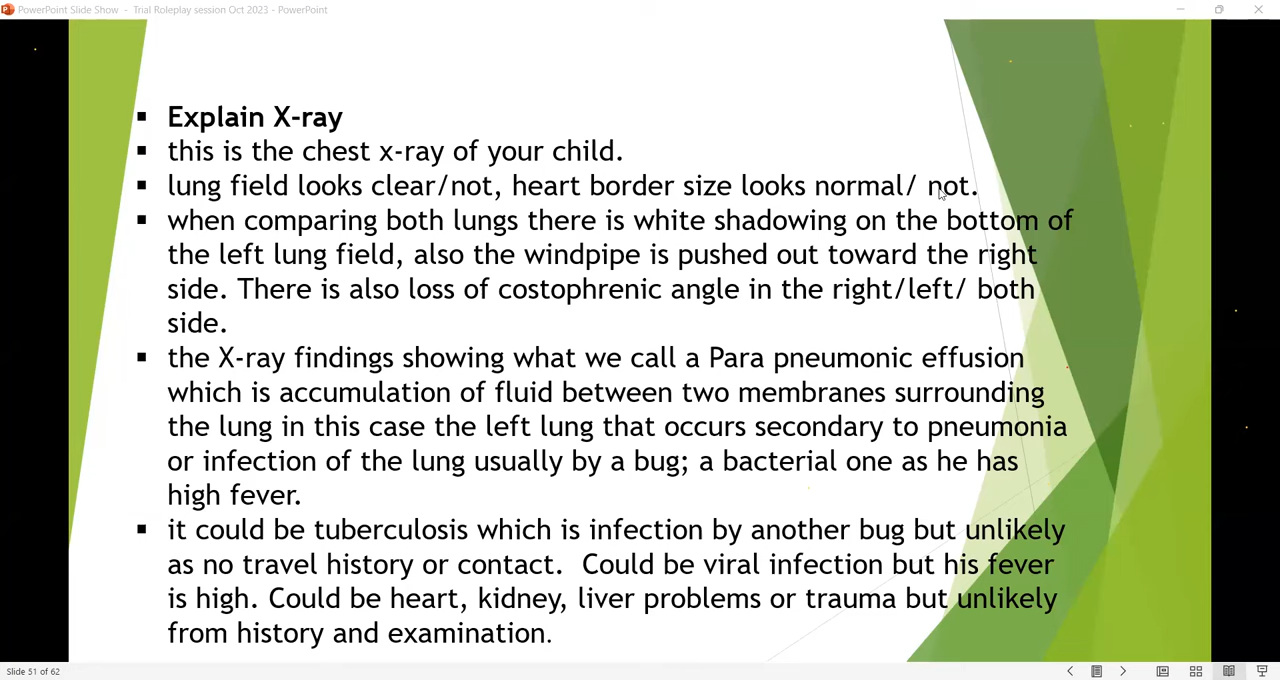 PowerPoint Slide Show - Trial Roleplay session Oct 2023 - PowerPoint
▪ Explain X-ray
▪ this is the chest x-ray of your child.
▪ lung field looks clear/not, heart border size looks normal/ not.
▪ when comparing both lungs there is white shadowing on the bottom of
the left lung field, also the windpipe is pushed out toward the right
side. There is also loss of costophrenic angle in the right/left/ both
side.
▪ the X-ray findings showing what we call a Para pneumonic effusion
which is accumulation of fluid between two membranes surrounding
the lung in this case the left lung that occurs secondary to pneumonia
or infection of the lung usually by a bug; a bacterial one as he has
high fever.
▪ it could be tuberculosis which is infection by another bug but unlikely
as no travel history or contact.  Could be viral infection but his fever
is high. Could be heart, kidney, liver problems or trauma but unlikely
from history and examination.
Slide 51 of 62